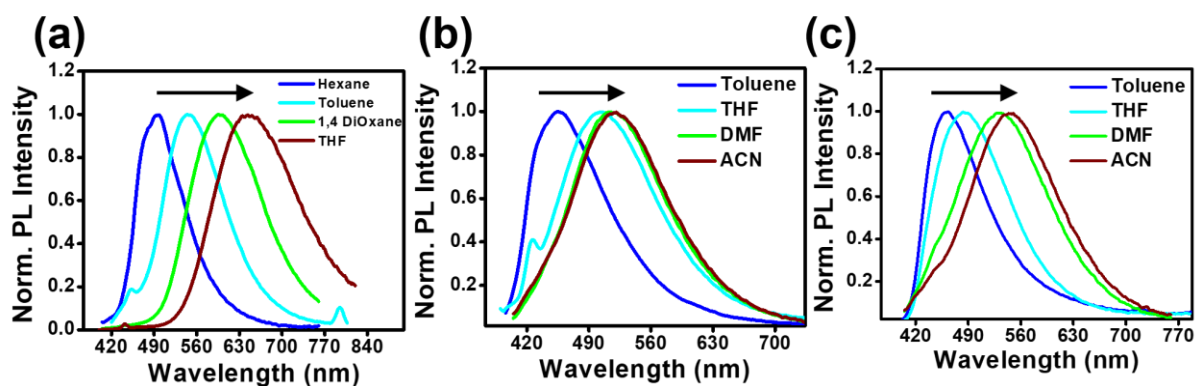 (a)
Norm. PL Intensity
1.2
1.0
0.8
0.6
0.4
0.2
0.0
Hexane
Toluene
1,4 DiOxane
THF
420 490 560 630 700 770 840
Wavelength (nm)
(b)
Norm. PL Intensity
1.2
1.0
0.8
0.6
0.4
0.2
Toluene
THF
DMF
ACN
420 490 560 630 700
Wavelength (nm)
(c)
Norm. PL Intensity
1.2
1.0
0.8
0.6
0.4
0.2
Toluene
THF
DMF
ACN
420 490 560 630 700 770
Wavelength (nm)